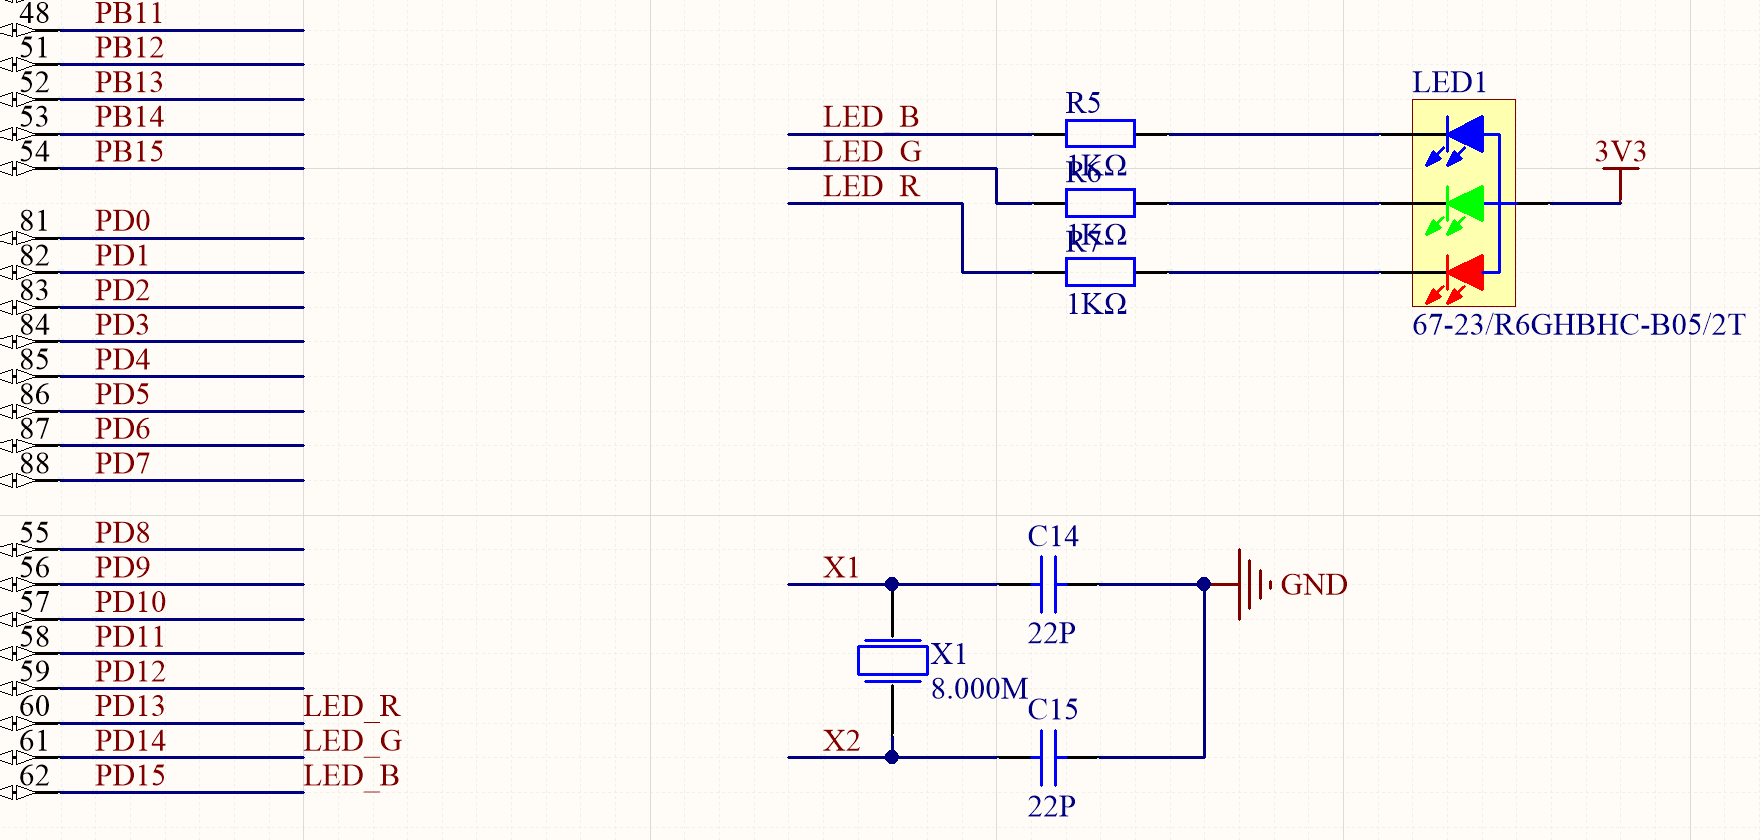 48 PB11
51 PB12
52 PB13
53 PB14
54 PB15
81 PD0
82 PD1
83 PD2
84 PD3
85 PD4
86 PD5
87 PD6
88 PD7
55 PD8
56 PD9
57 PD10
58 PD11
59 PD12
60 PD13 LED_R
61 PD14 LED_G
62 PD15 LED_B
LED_B
LED_G
LED_R
R5
1KΩ
R6
1KΩ
R7
1KΩ
LED1
3V3
67-23/R6GHBHC-B05/2T
X1
C14
22P
GND
X1
8.000M
X2
C15
22P